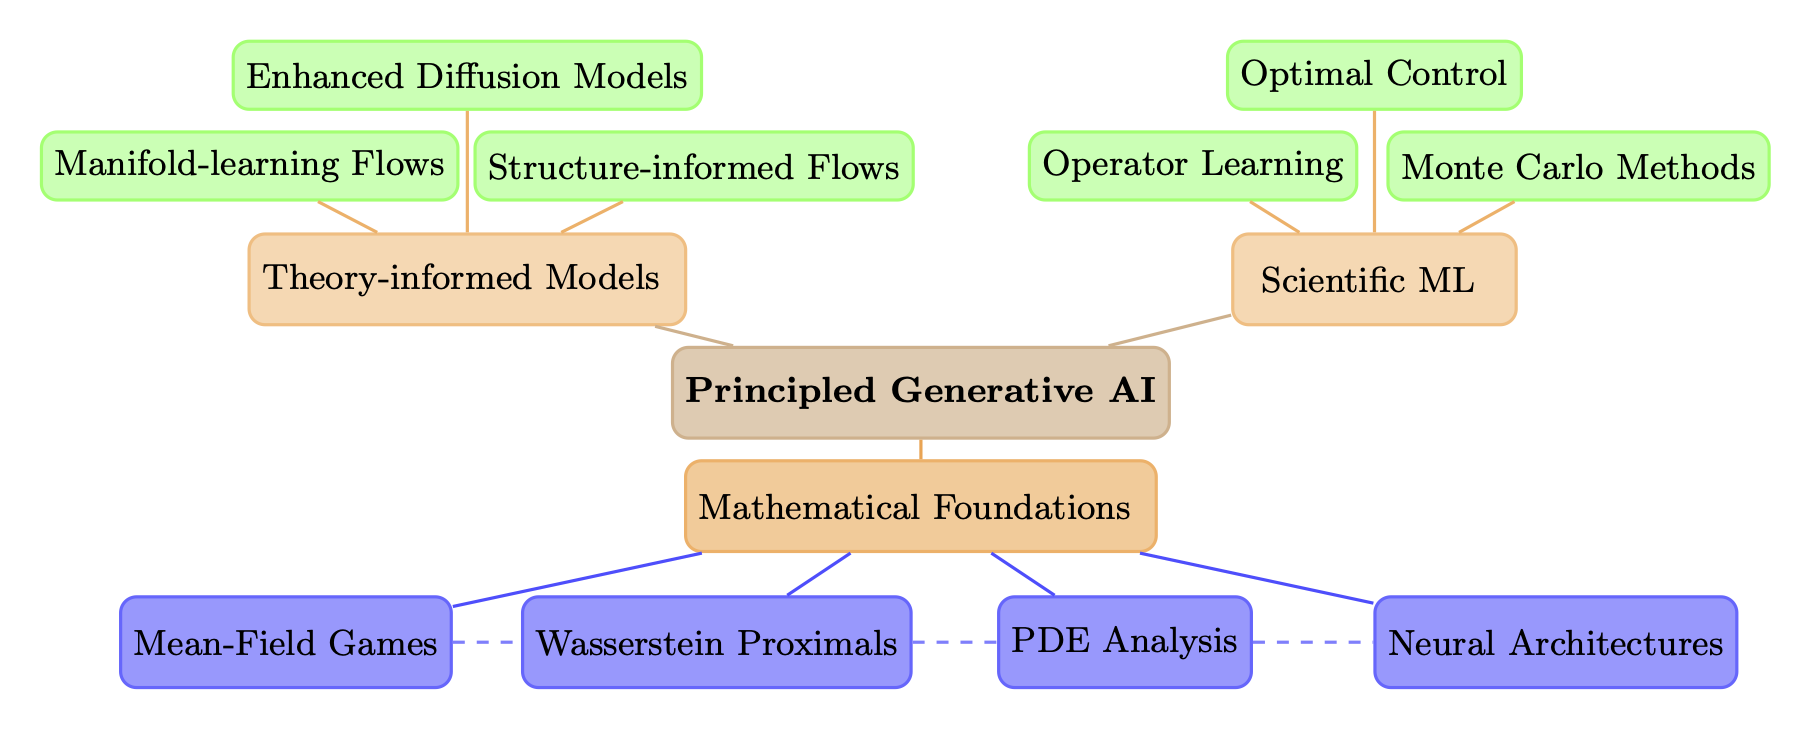 Enhanced Diffusion Models
Optimal Control
Manifold-learning Flows
Structure-informed Flows
Operator Learning
Monte Carlo Methods
Theory-informed Models
Scientific ML
Principled Generative AI
Mathematical Foundations
Mean-Field Games
Wasserstein Proximals
PDE Analysis
Neural Architectures